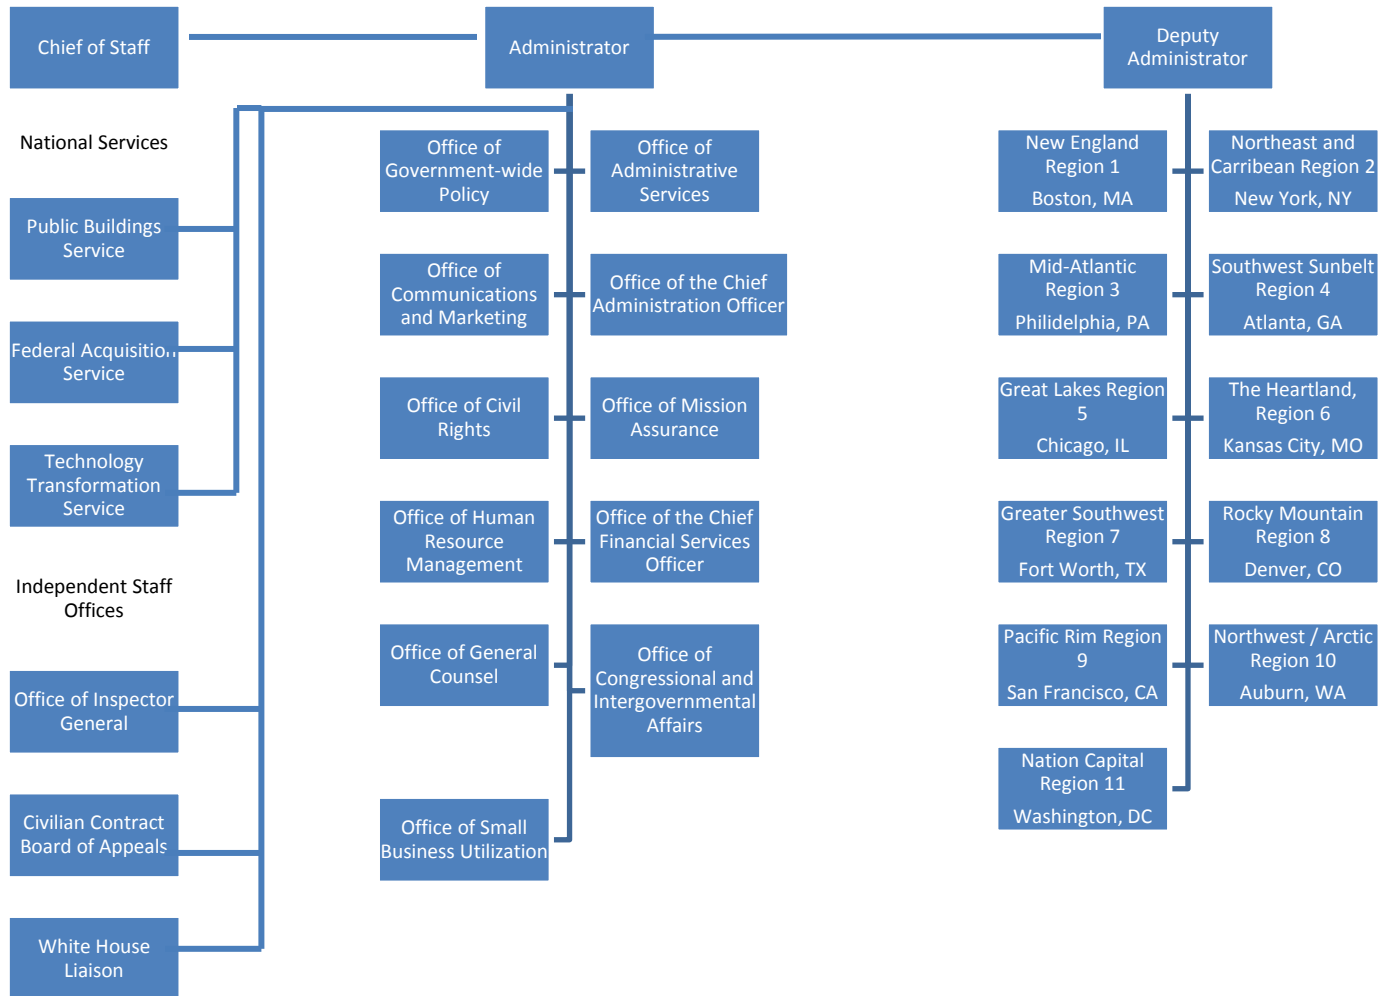 Chief of Staff
Administrator
Deputy
Administrator
National Services
Public Buildings
Service
Federal Acquisition
Service
Technology
Transformation
Service
Independent Staff
Offices
Office of Inspector
General
Civilian Contract
Board of Appeals
White House
Liaison
Office of
Government-wide
Policy
Office of
Administrative
Services
Office of
Communications
and Marketing
Office of the Chief
Administration Officer
Office of Civil
Rights
Office of Mission
Assurance
Office of Human
Resource
Management
Office of the Chief
Financial Services
Officer
Office of General
Counsel
Office of
Congressional and
Intergovernmental
Affairs
Office of Small
Business Utilization
New England
Region 1
Boston, MA
Northeast and
Carribean Region 2
New York, NY
Mid-Atlantic
Region 3
Philidelphia, PA
Southwest Sunbelt
Region 4
Atlanta, GA
Great Lakes Region
5
Chicago, IL
The Heartland,
Region 6
Kansas City, MO
Greater Southwest
Region 7
Fort Worth, TX
Rocky Mountain
Region 8
Denver, CO
Pacific Rim Region
9
San Francisco, CA
Northwest / Arctic
Region 10
Auburn, WA
Nation Capital
Region 11
Washington, DC